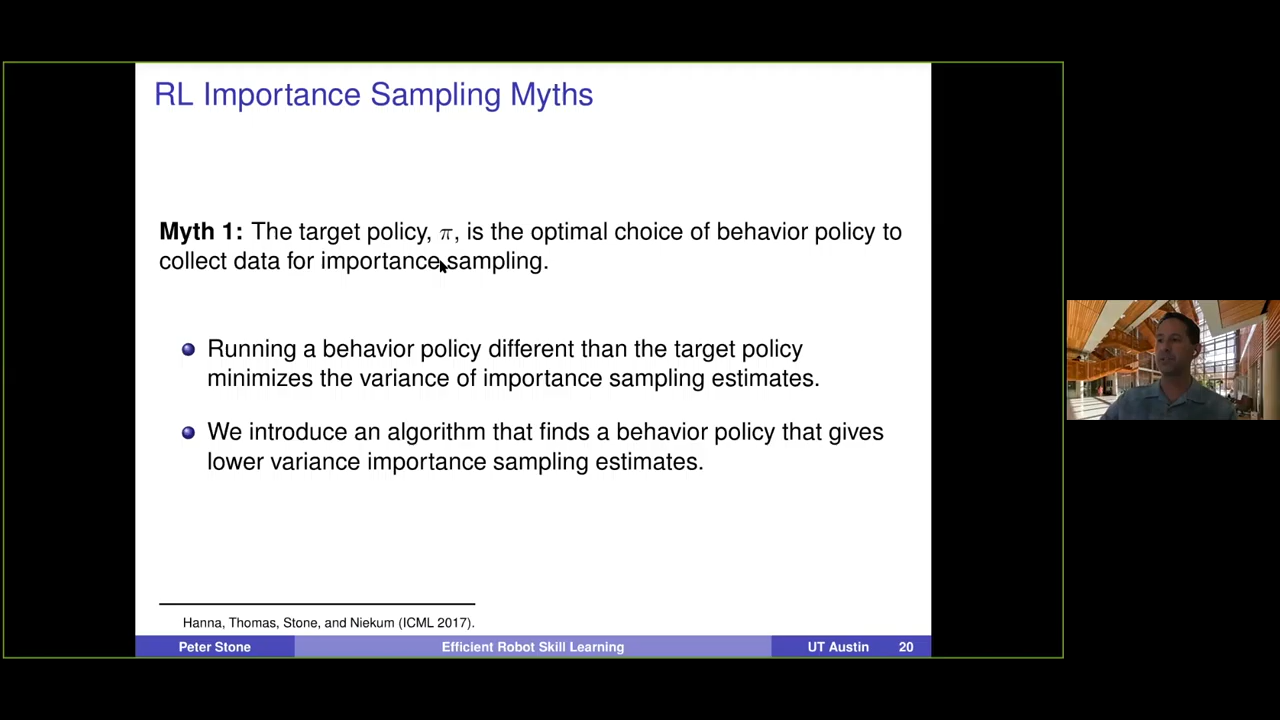 RL Importance Sampling Myths
Myth 1: The target policy, π, is the optimal choice of behavior policy to
collect data for importance sampling.
Running a behavior policy different than the target policy
minimizes the variance of importance sampling estimates.
We introduce an algorithm that finds a behavior policy that gives
lower variance importance sampling estimates.
Hanna, Thomas, Stone, and Niekum (ICML 2017).
Peter Stone
Efficient Robot Skill Learning
UT Austin
20